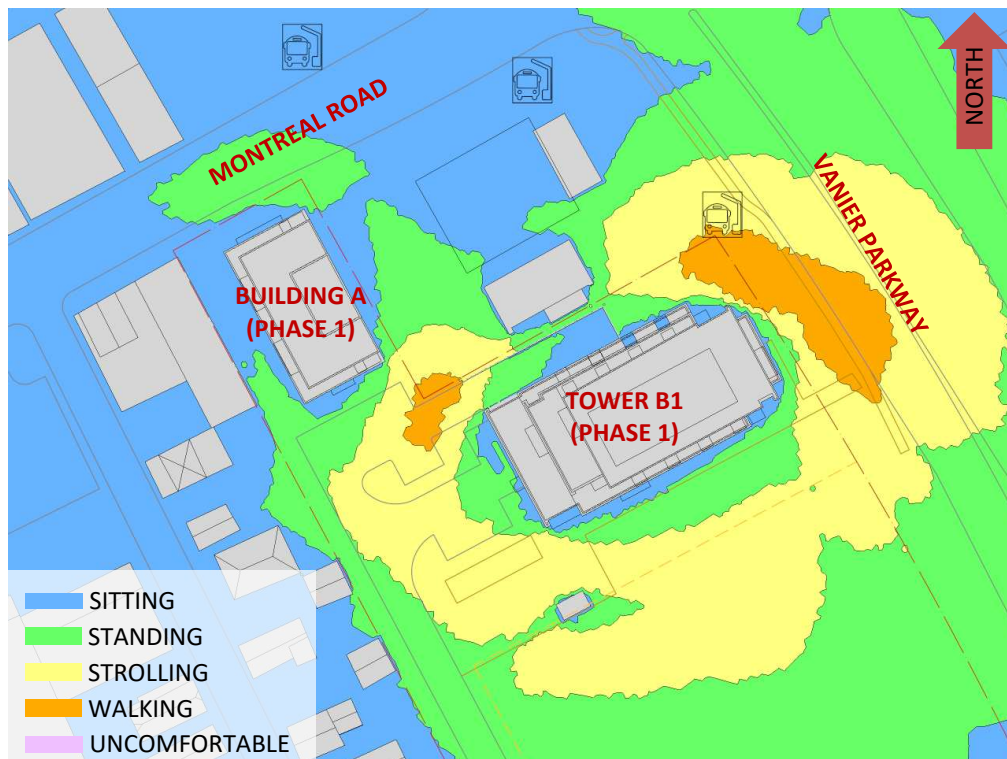 NORTH
MONTREAL ROAD
VANIER PARKWAY
BUILDING A
(PHASE 1)
TOWER B1
(PHASE 1)
SITTING
STANDING
STROLLING
WALKING
UNCOMFORTABLE